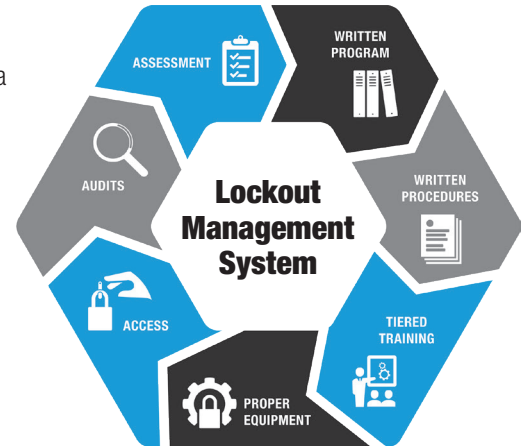 a
ASSESSMENT
WRITTEN
PROGRAM
WRITTEN
PROCEDURES
TIERED
TRAINING
PROPER
EQUIPMENT
ACCESS
AUDITS
Lockout
Management
System